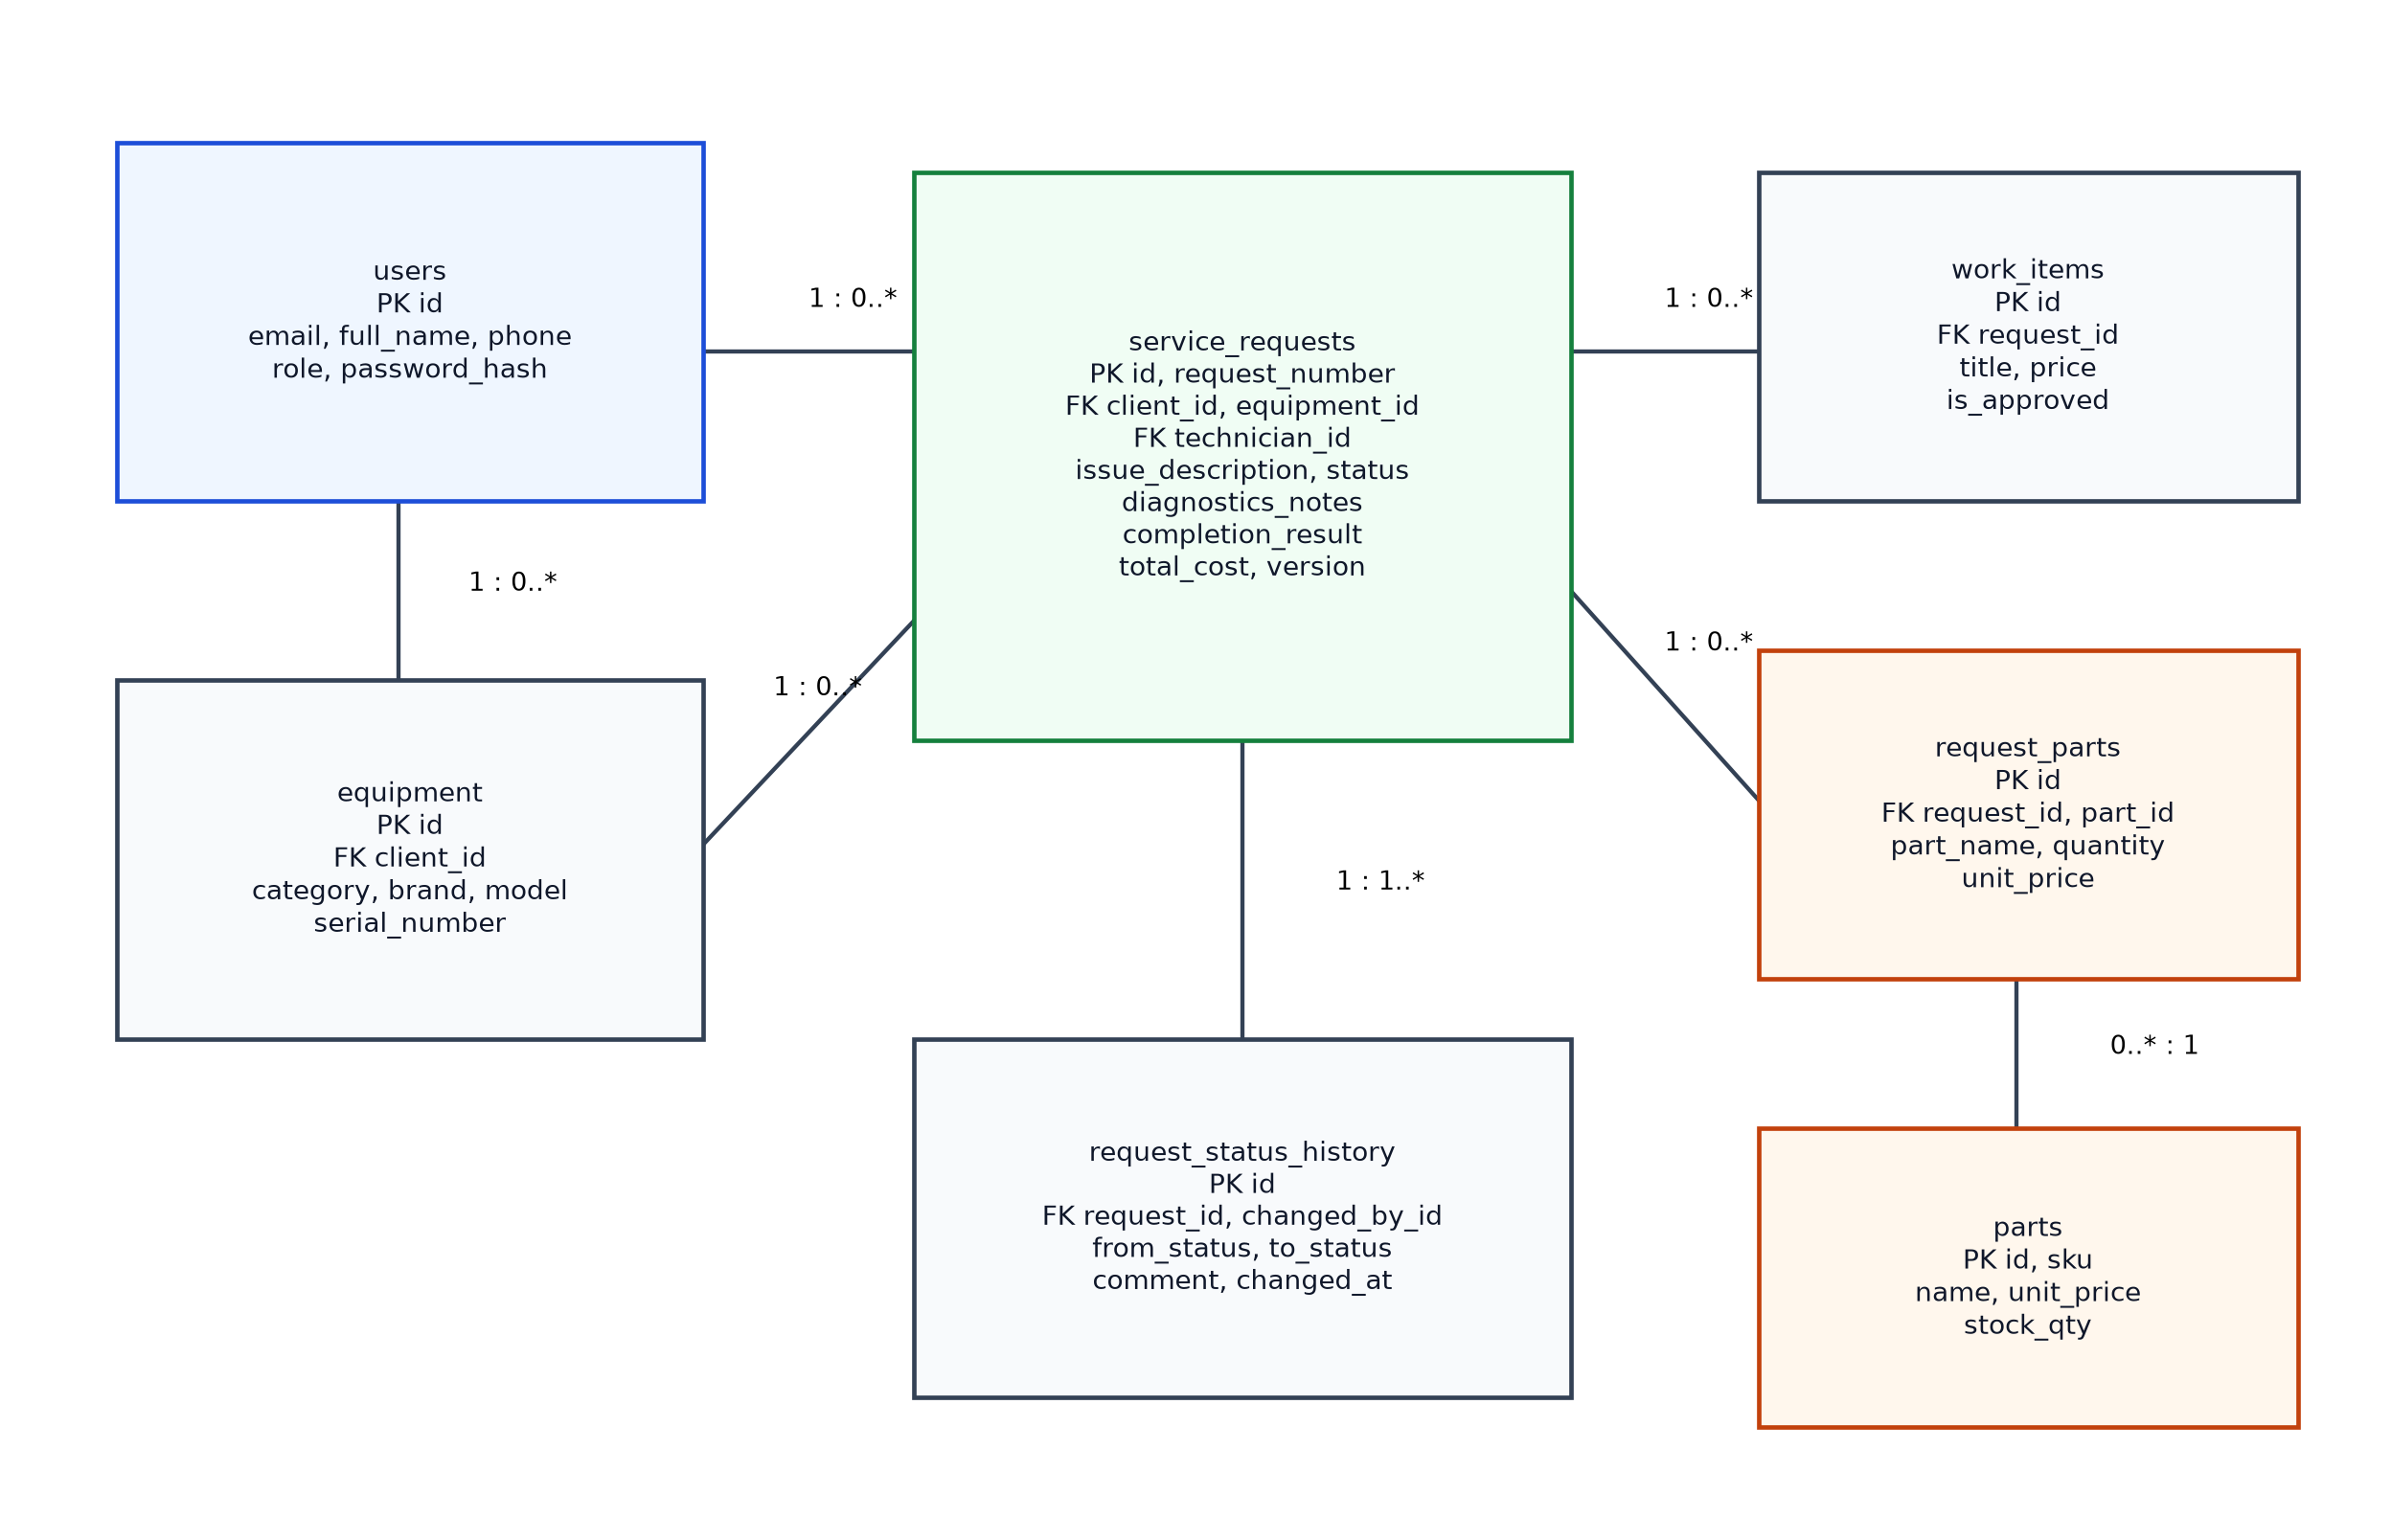 users
PK id
email, full_name, phone
role, password_hash
1 : 0..*
service_requests
PK id, request_number
FK client_id, equipment_id
FK technician_id
issue_description, status
diagnostics_notes
completion_result
total_cost, version
1 : 0..*
work_items
PK id
FK request_id
title, price
is_approved
1 : 0..*
1 : 0..*
1 : 0..*
equipment
PK id
FK client_id
category, brand, model
serial_number
request_parts
PK id
FK request_id, part_id
part_name, quantity
unit_price
1 : 1..*
0..* : 1
request_status_history
PK id
FK request_id, changed_by_id
from_status, to_status
comment, changed_at
parts
PK id, sku
name, unit_price
stock_qty